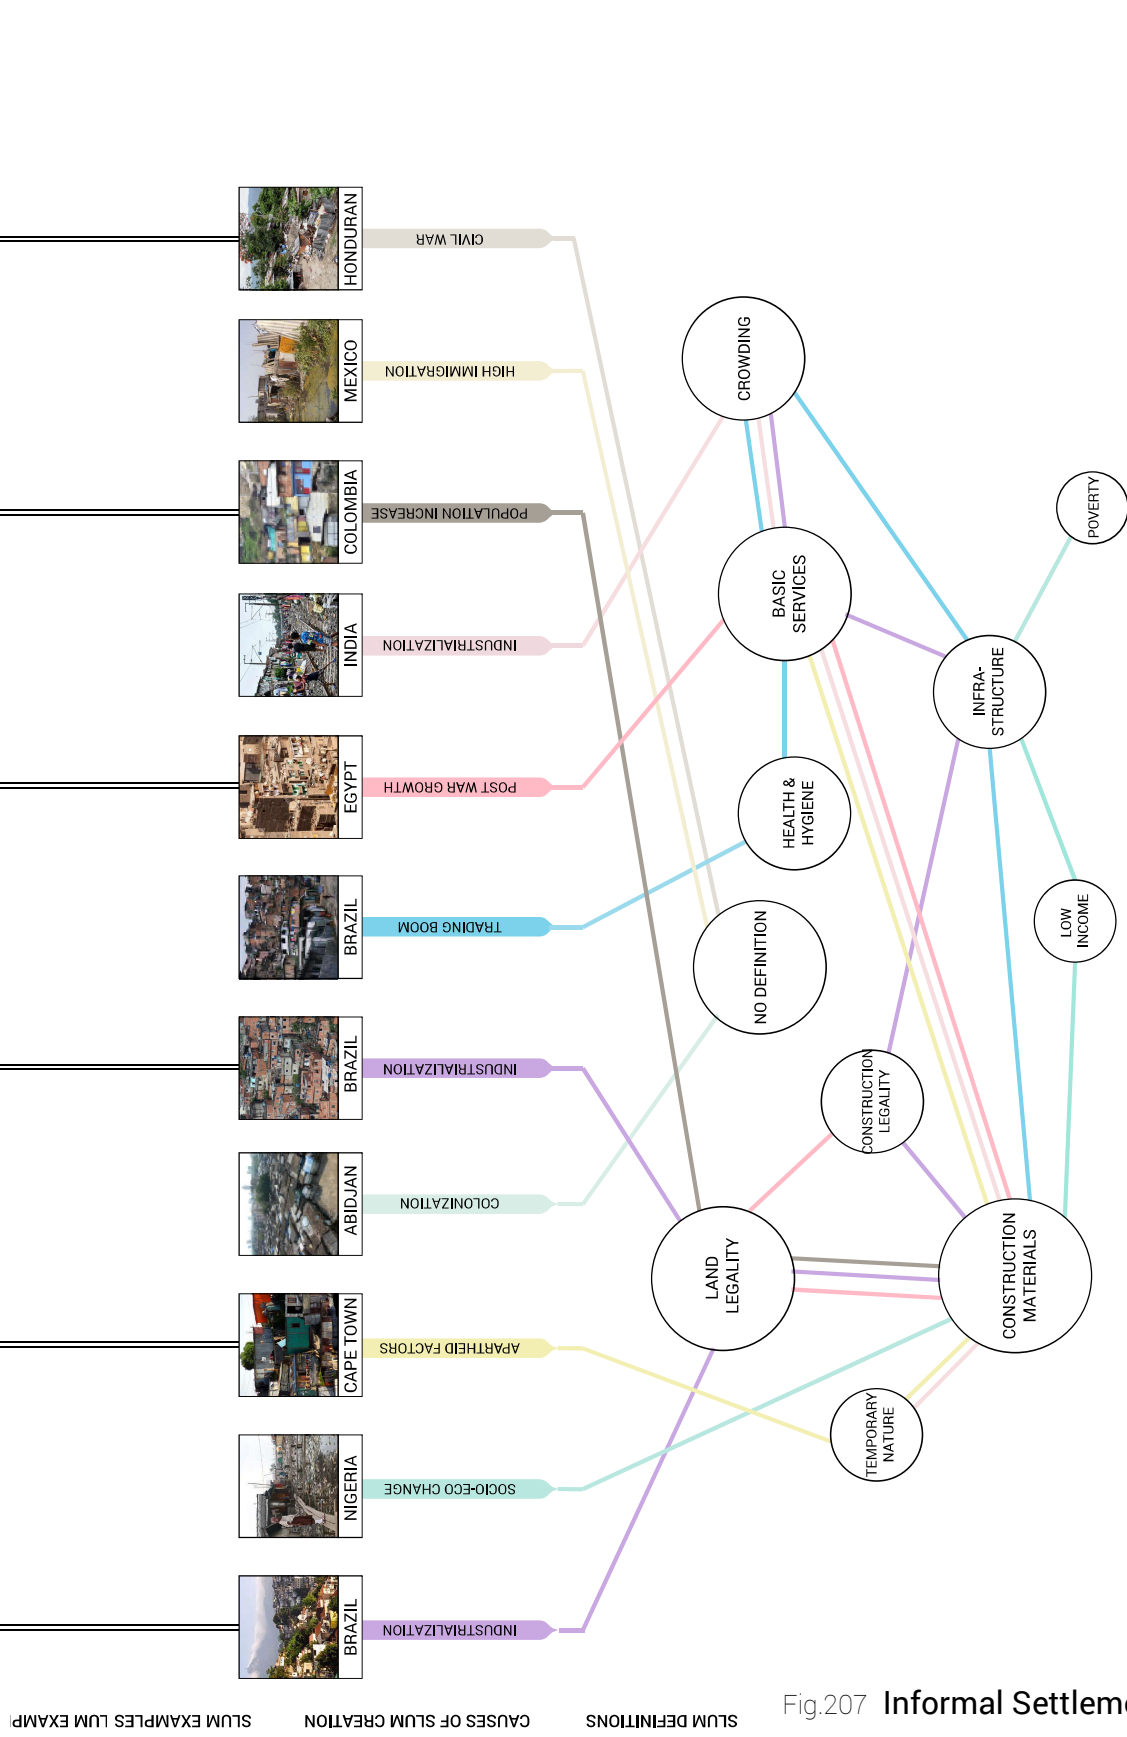 HONDURAN
CIVIL WAR
MEXICO
HIGH IMMIGRATION
COLOMBIA
POPULATION INCREASE
INDIA
INDUSTRIALIZATION
EGYPT
POST WAR GROWTH
BRAZIL
TRADING BOOM
BRAZIL
INDUSTRIALIZATION
ABIDJAN
COLONIZATION
CAPE TOWN
APARTHEID FACTORS
NIGERIA
SOCIO-ECO CHANGE
BRAZIL
INDUSTRIALIZATION
CROWDING
POVERTY
BASIC
SERVICES
INFRA-
STRUCTURE
HEALTH &
HYGIENE
LOW
INCOME
NO DEFINITION
CONSTRUCTION
LEGALITY
LAND
LEGALITY
CONSTRUCTION
MATERIALS
TEMPORARY
NATURE
SLUM DEFINITIONS
CAUSES OF SLUM CREATION
SLUM EXAMPLES LUM EXAMP
Fig.207 Informal Settleme